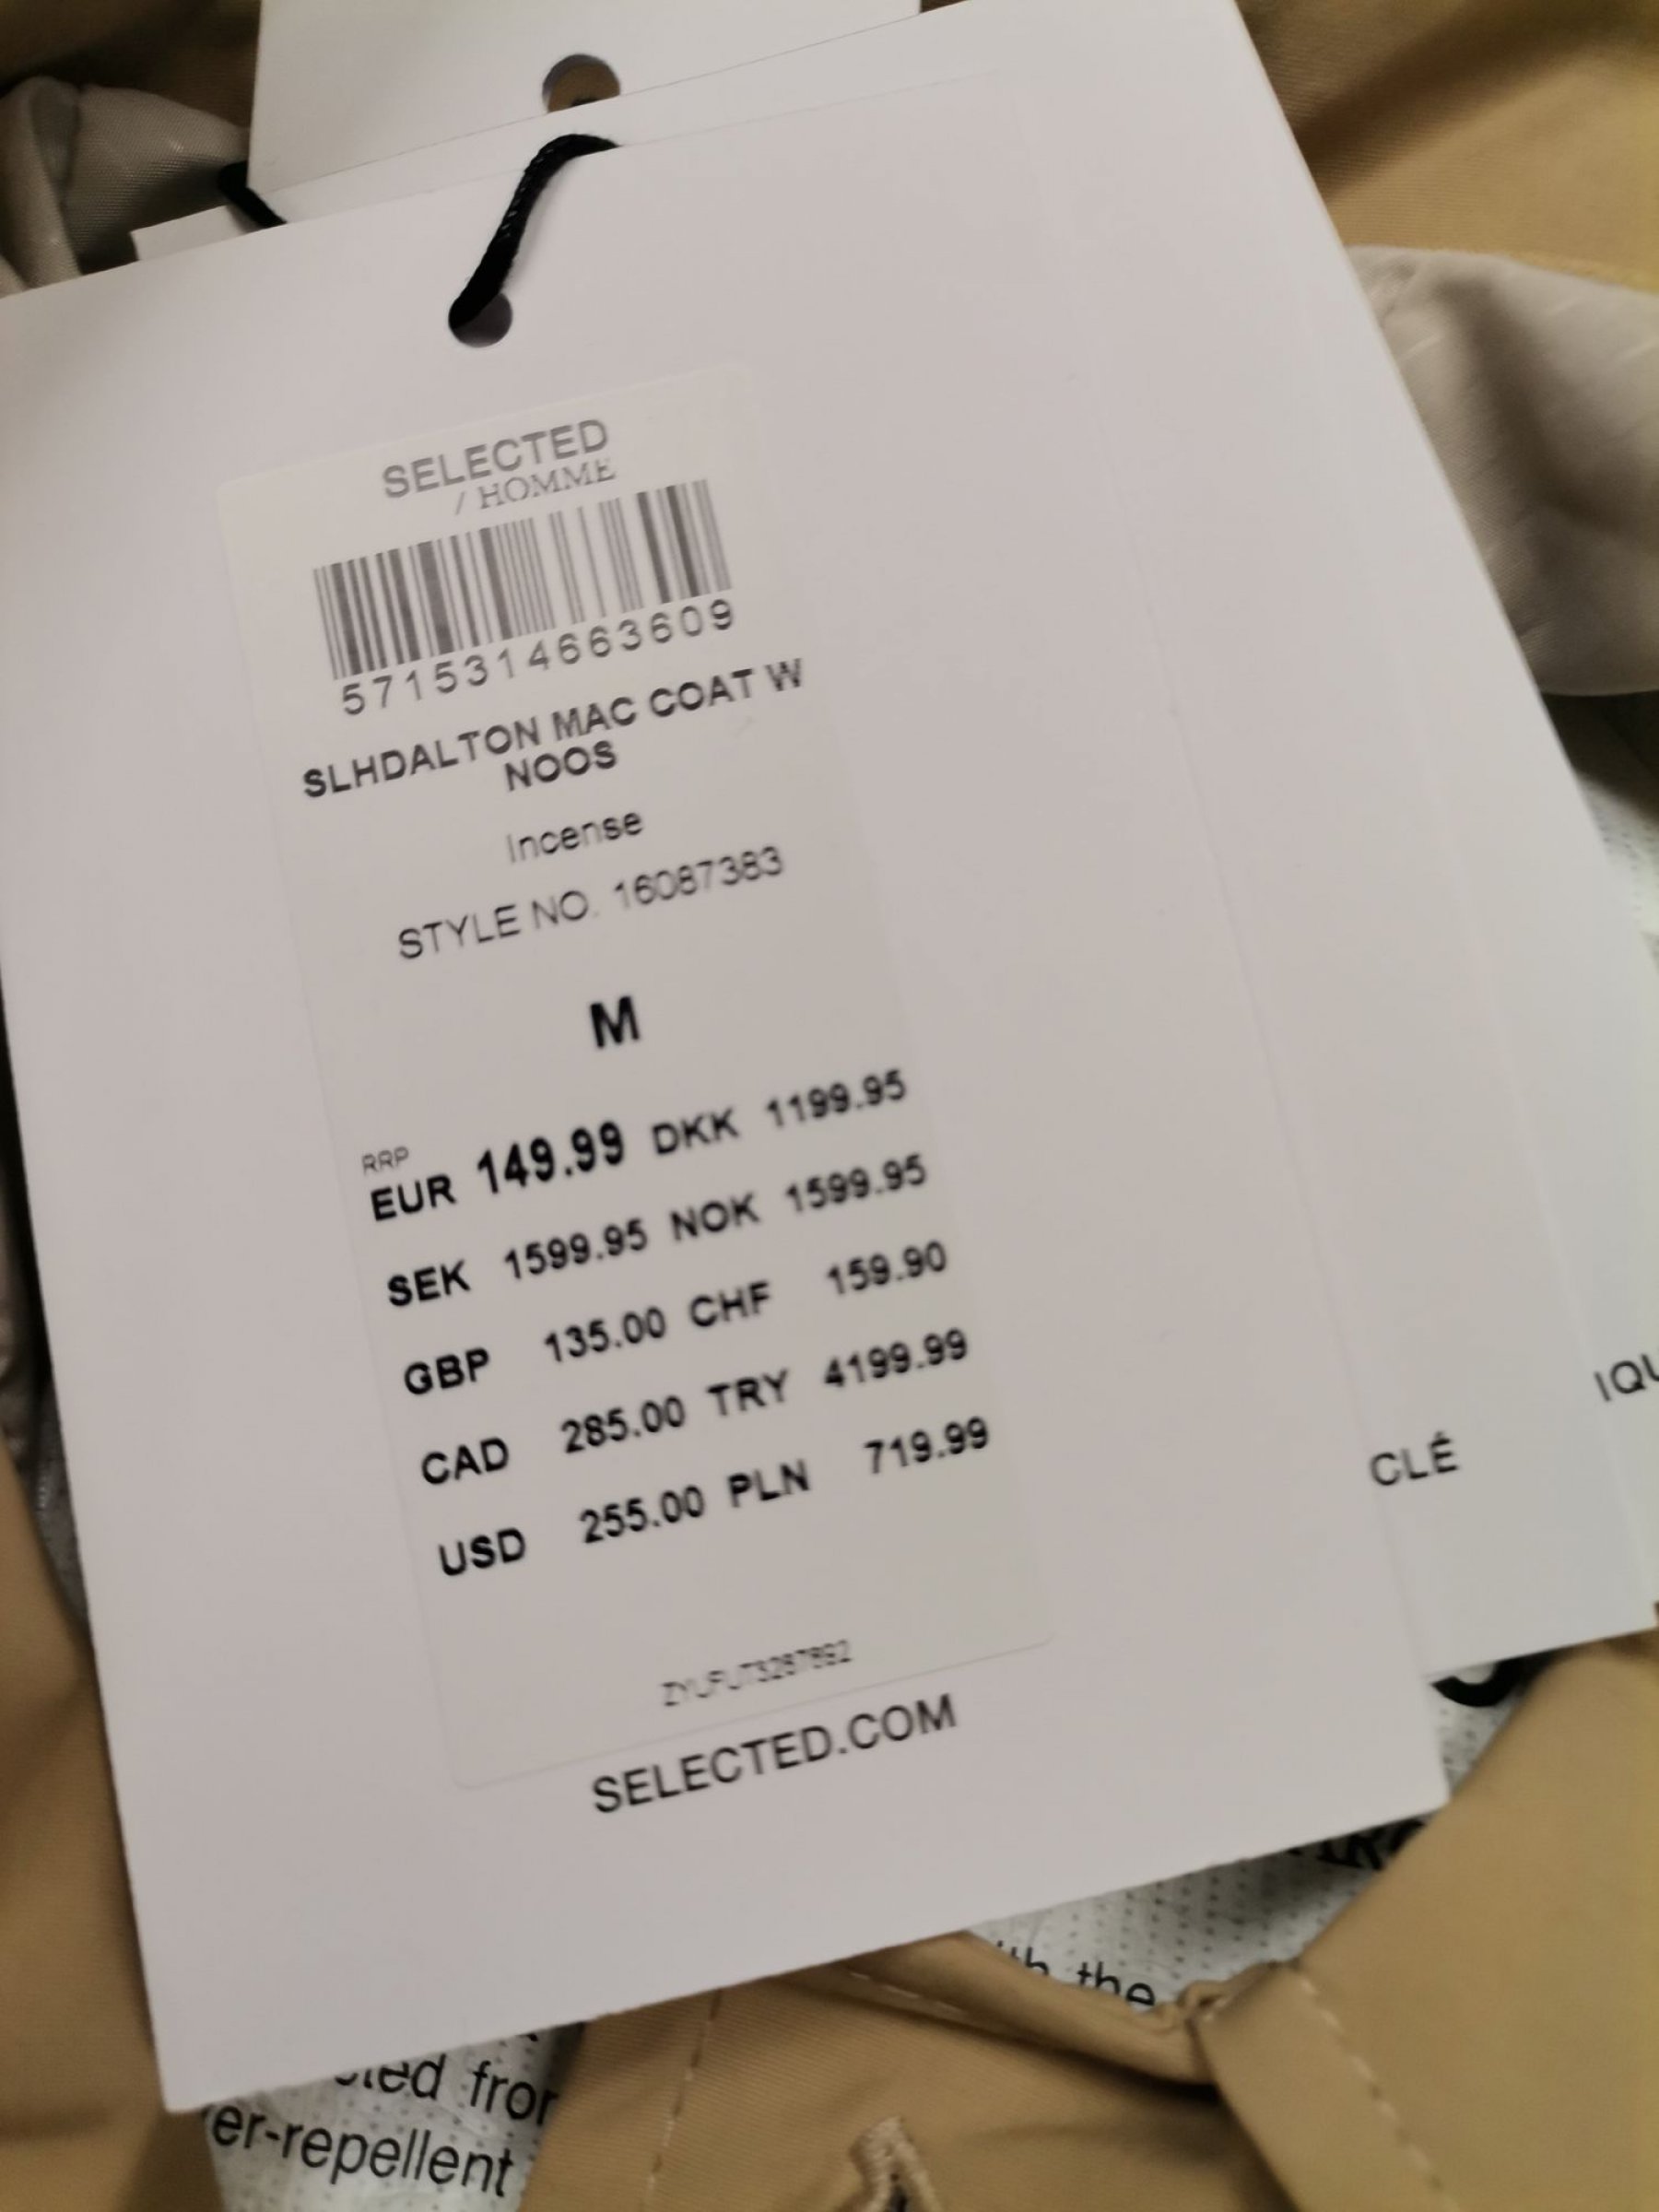 SELECTED
/ HOMME
5715314663609
SLHDALTON MAC COAT W
NOOS
Incense
STYLE NO. 16087383
M
RRP
EUR 149.99 DKK 1199.95
SEK 1599.95 NOK 1599.95
GBP 135.00 CHF 159.90
CAD 285.00 TRY 4199.99
USD 255.00 PLN 719.99
SELECTED.COM
CLÉ
the
from
er-repellent